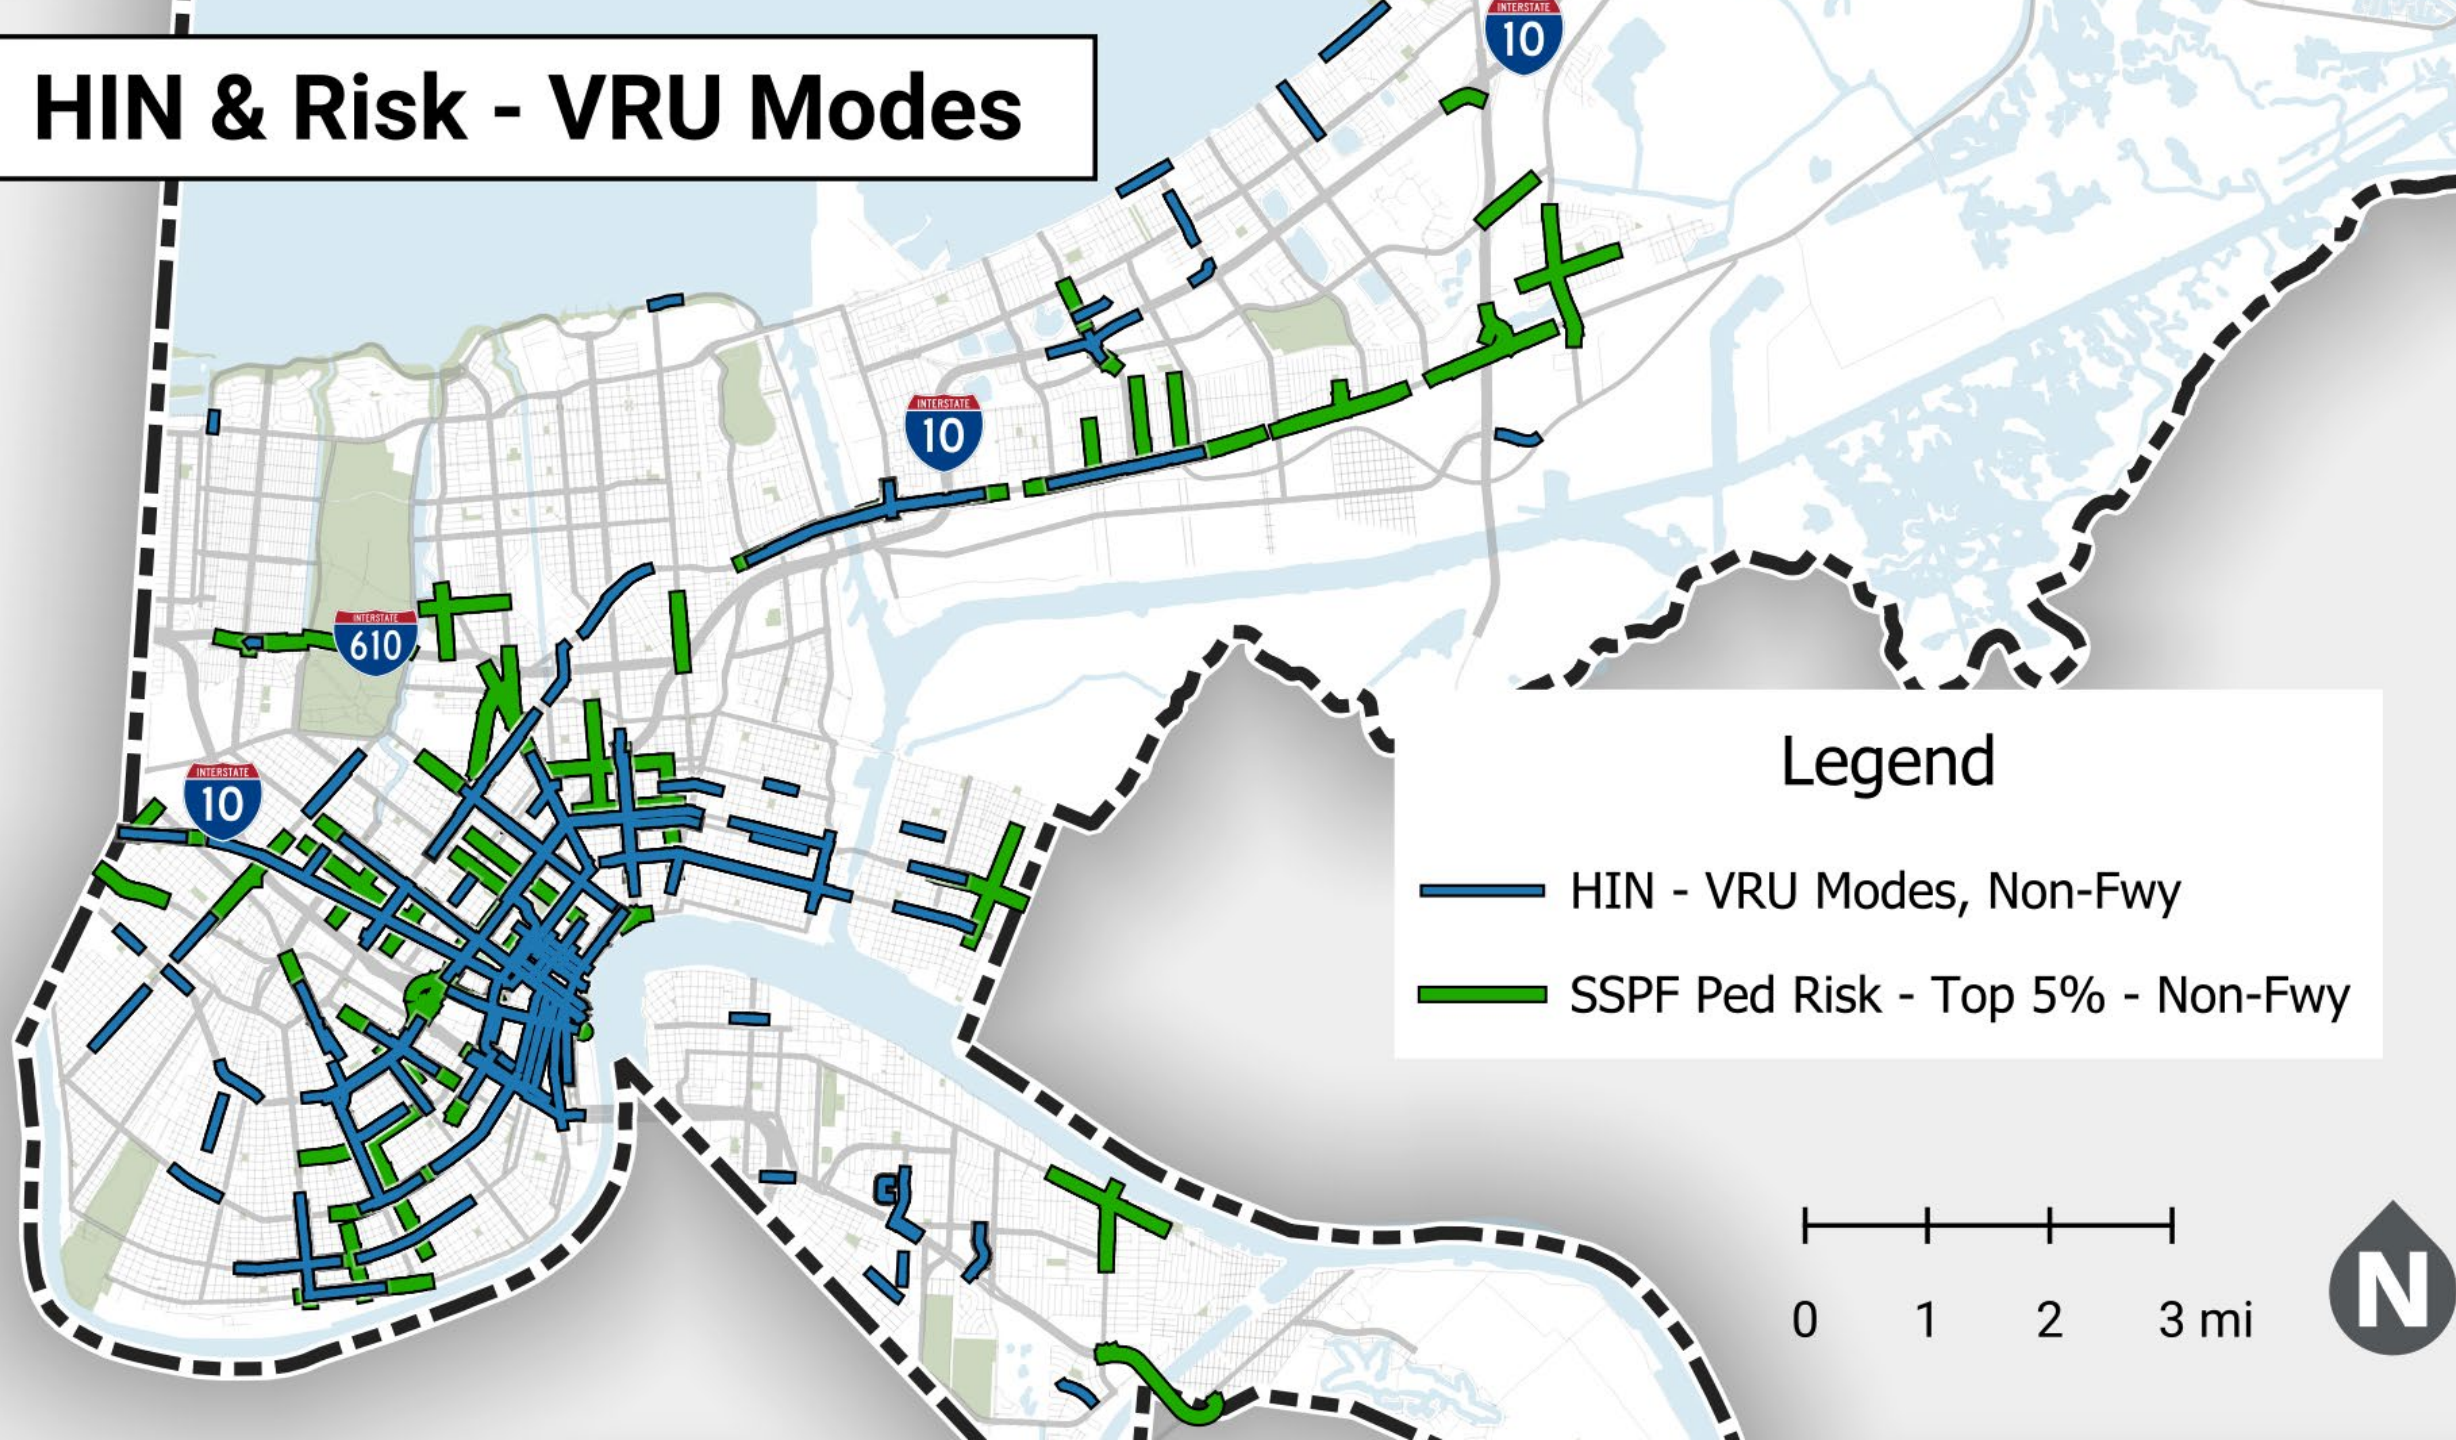 INTERSTATE
10
HIN & Risk - VRU Modes
INTERSTATE
10
INTERSTATE
610
INTERSTATE
10
Legend
HIN - VRU Modes, Non-Fwy
SSPF Ped Risk - Top 5% - Non-Fwy
0 1 2 3 mi
N